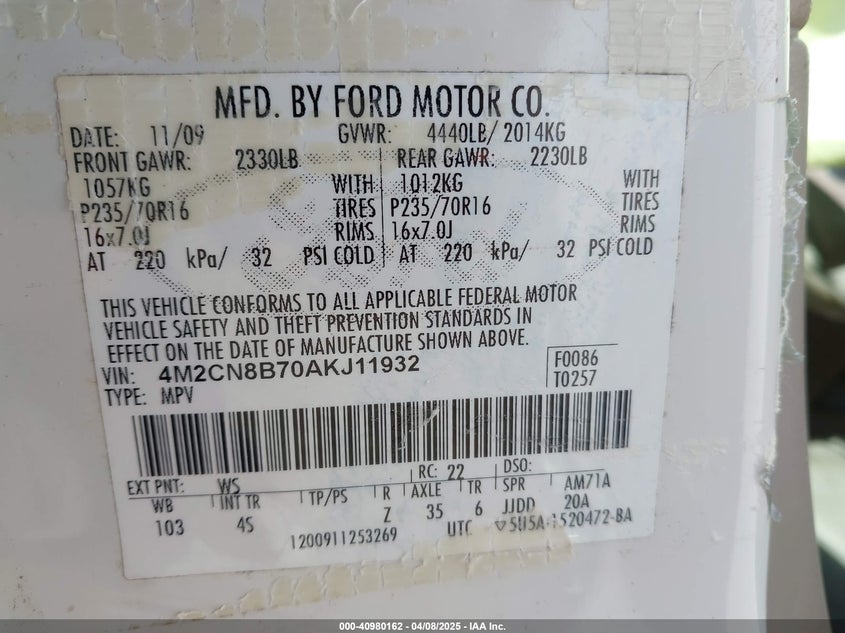 MFD. BY FORD MOTOR CO.
DATE: 11/09 GVWR: 4440LB/ 2014KG
FRONT GAWR: 2330LB REAR GAWR: 2230LB
1057KG WITH 1012KG WITH
P235/70R16 TIRES P235/70R16 TIRES
16x7.0J RIMS 16x7.0J RIMS
AT 220 kPa/ 32 PSI COLD AT 220 kPa/ 32 PSI COLD
THIS VEHICLE CONFORMS TO ALL APPLICABLE FEDERAL MOTOR
VEHICLE SAFETY AND THEFT PREVENTION STANDARDS IN
EFFECT ON THE DATE OF MANUFACTURE SHOWN ABOVE.
VIN: 4M2CN8B70AKJ11932 F0086
TYPE: MPV T0257
EXT PNT: WS RC: 22 DSO:
WB INT TR TP/PS R AXLE TR SPR AM71A
103 4S Z 35 6 JJDD 20A
1200911253269 UTC ▽5U5A-1520472-BA
000-40980162 - 04/08/2025 - IAA Inc.